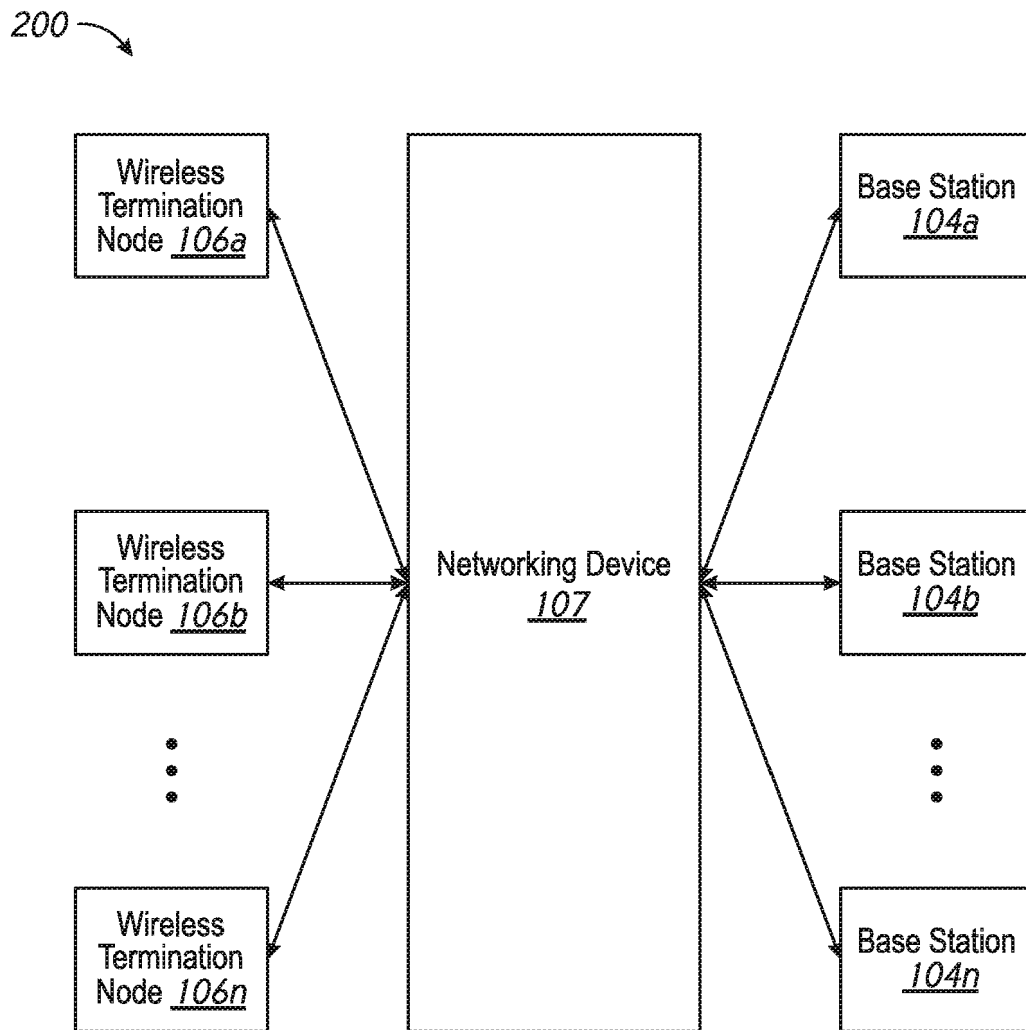 200
Wireless
Termination
Node 106a
Base Station
104a
Wireless
Termination
Node 106b
Networking Device
107
Base Station
104b
Wireless
Termination
Node 106n
Base Station
104n